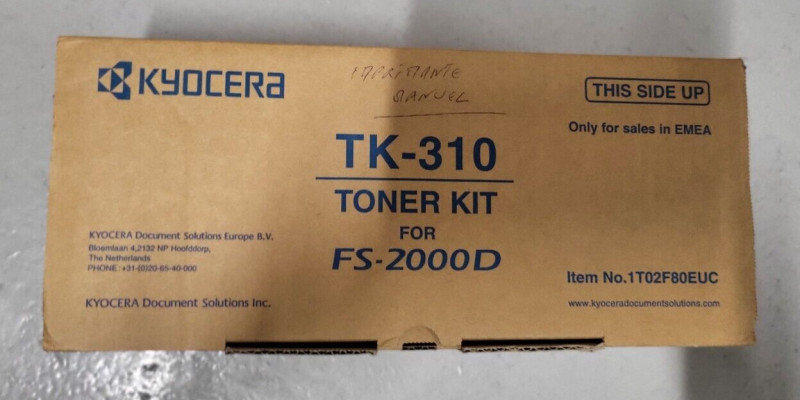 KYOCERA
IMPRIMANTE
MANUEL
THIS SIDE UP
Only for sales in EMEA
TK-310
TONER KIT
FOR
FS-2000D
KYOCERA Document Solutions Europe B.V.
Bloemlaan 4,2132 NP Hoofddorp,
The Netherlands
PHONE: +31-(0)20-65-40-000
KYOCERA Document Solutions Inc.
Item No.1T02F80EUC
www.kyoceradocumentsolutions.com